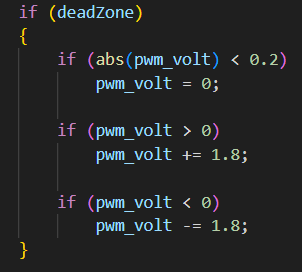 if (deadZone)
{
    if (abs(pwm_volt) < 0.2)
        pwm_volt = 0;

    if (pwm_volt > 0)
        pwm_volt += 1.8;

    if (pwm_volt < 0)
        pwm_volt -= 1.8;
}